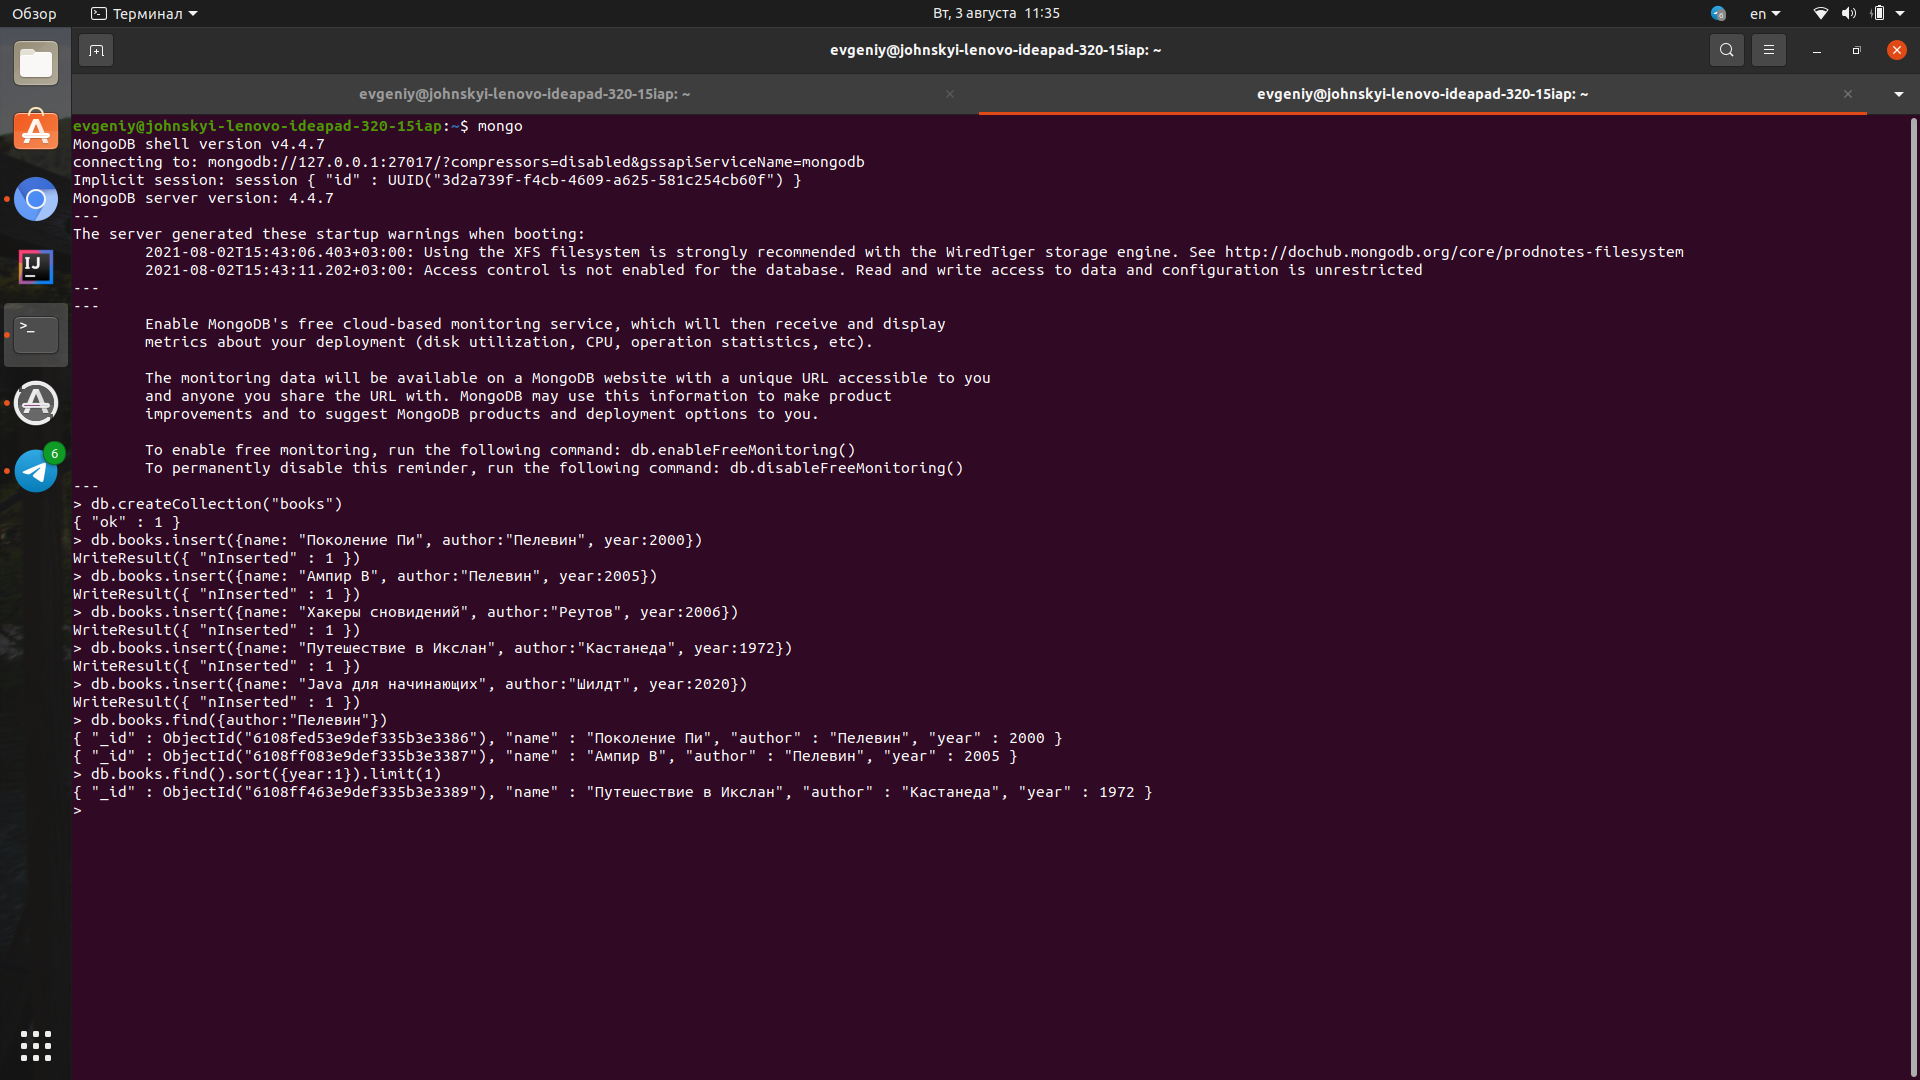 Обзор
Терминал
Вт, 3 августа 11:35
en
evgeniy@johnskyi-lenovo-ideapad-320-15iap: ~
evgeniy@johnskyi-lenovo-ideapad-320-15iap: ~
evgeniy@johnskyi-lenovo-ideapad-320-15iap: ~
evgeniy@johnskyi-lenovo-ideapad-320-15iap:~$ mongo
MongoDB shell version v4.4.7
connecting to: mongodb://127.0.0.1:27017/?compressors=disabled&gssapiServiceName=mongodb
Implicit session: session { "id" : UUID("3d2a739f-f4cb-4609-a625-581c254cb60f") }
MongoDB server version: 4.4.7
---
The server generated these startup warnings when booting:
2021-08-02T15:43:06.403+03:00: Using the XFS filesystem is strongly recommended with the WiredTiger storage engine. See http://dochub.mongodb.org/core/prodnotes-filesystem
2021-08-02T15:43:11.202+03:00: Access control is not enabled for the database. Read and write access to data and configuration is unrestricted
---
---
Enable MongoDB's free cloud-based monitoring service, which will then receive and display
metrics about your deployment (disk utilization, CPU, operation statistics, etc).
The monitoring data will be available on a MongoDB website with a unique URL accessible to you
and anyone you share the URL with. MongoDB may use this information to make product
improvements and to suggest MongoDB products and deployment options to you.
To enable free monitoring, run the following command: db.enableFreeMonitoring()
To permanently disable this reminder, run the following command: db.disableFreeMonitoring()
---
> db.createCollection("books")
{ "ok" : 1 }
> db.books.insert({name: "Поколение Пи", author:"Пелевин", year:2000})
WriteResult({ "nInserted" : 1 })
> db.books.insert({name: "Ампир В", author:"Пелевин", year:2005})
WriteResult({ "nInserted" : 1 })
> db.books.insert({name: "Хакеры сновидений", author:"Реутов", year:2006})
WriteResult({ "nInserted" : 1 })
> db.books.insert({name: "Путешествие в Икслан", author:"Кастанеда", year:1972})
WriteResult({ "nInserted" : 1 })
> db.books.insert({name: "Java для начинающих", author:"Шилдт", year:2020})
WriteResult({ "nInserted" : 1 })
> db.books.find({author:"Пелевин"})
{ "_id" : ObjectId("6108fed53e9def335b3e3386"), "name" : "Поколение Пи", "author" : "Пелевин", "year" : 2000 }
{ "_id" : ObjectId("6108ff083e9def335b3e3387"), "name" : "Ампир В", "author" : "Пелевин", "year" : 2005 }
> db.books.find().sort({year:1}).limit(1)
{ "_id" : ObjectId("6108ff463e9def335b3e3389"), "name" : "Путешествие в Икслан", "author" : "Кастанеда", "year" : 1972 }
>
IJ
>_
6